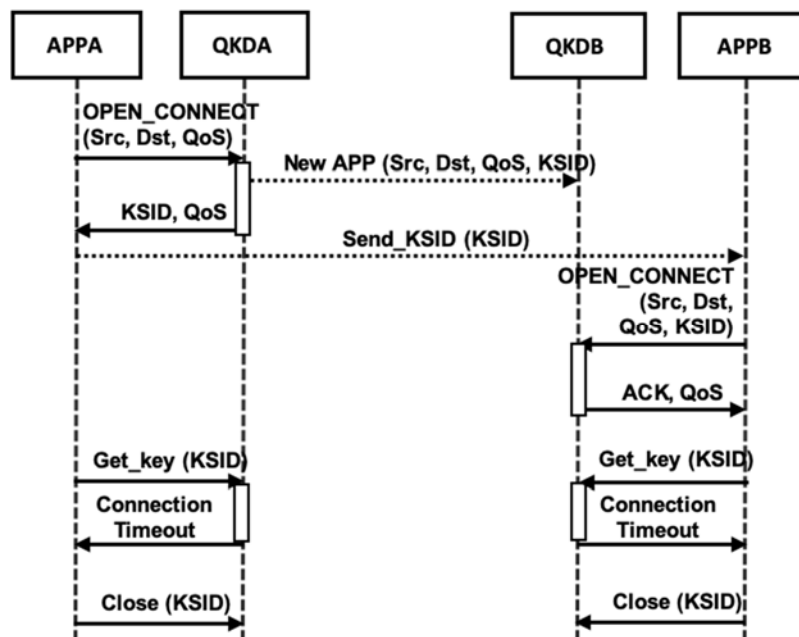 APPA
QKDA
QKDB
APPB
OPEN_CONNECT
(Src, Dst, QoS)
New APP (Src, Dst, QoS, KSID)
KSID, QoS
Send_KSID (KSID)
OPEN_CONNECT
(Src, Dst,
QoS, KSID)
ACK, QoS
Get_key (KSID)
Get_key (KSID)
Connection
Timeout
Connection
Timeout
Close (KSID)
Close (KSID)